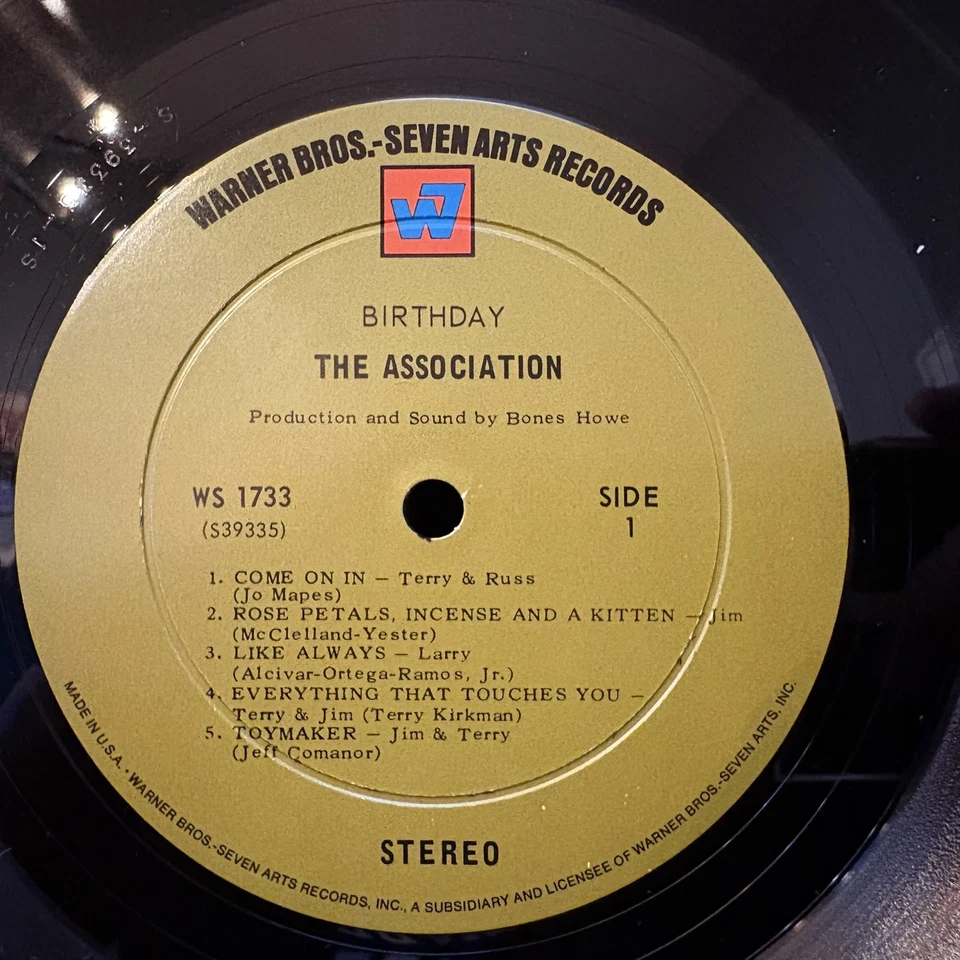 WARNER BROS.-SEVEN ARTS RECORDS
W7
BIRTHDAY
THE ASSOCIATION
Production and Sound by Bones Howe
WS 1733
(S39335)
SIDE
1
1. COME ON IN – Terry & Russ
(Jo Mapes)
2. ROSE PETALS, INCENSE AND A KITTEN – Jim
(McClelland-Yester)
3. LIKE ALWAYS – Larry
(Alcivar-Ortega-Ramos, Jr.)
4. EVERYTHING THAT TOUCHES YOU –
Terry & Jim (Terry Kirkman)
5. TOYMAKER – Jim & Terry
(Jeff Comanor)
STEREO
MADE IN U.S.A. • WARNER BROS.-SEVEN ARTS RECORDS, INC., A SUBSIDIARY AND LICENSEE OF WARNER BROS.-SEVEN ARTS, INC.